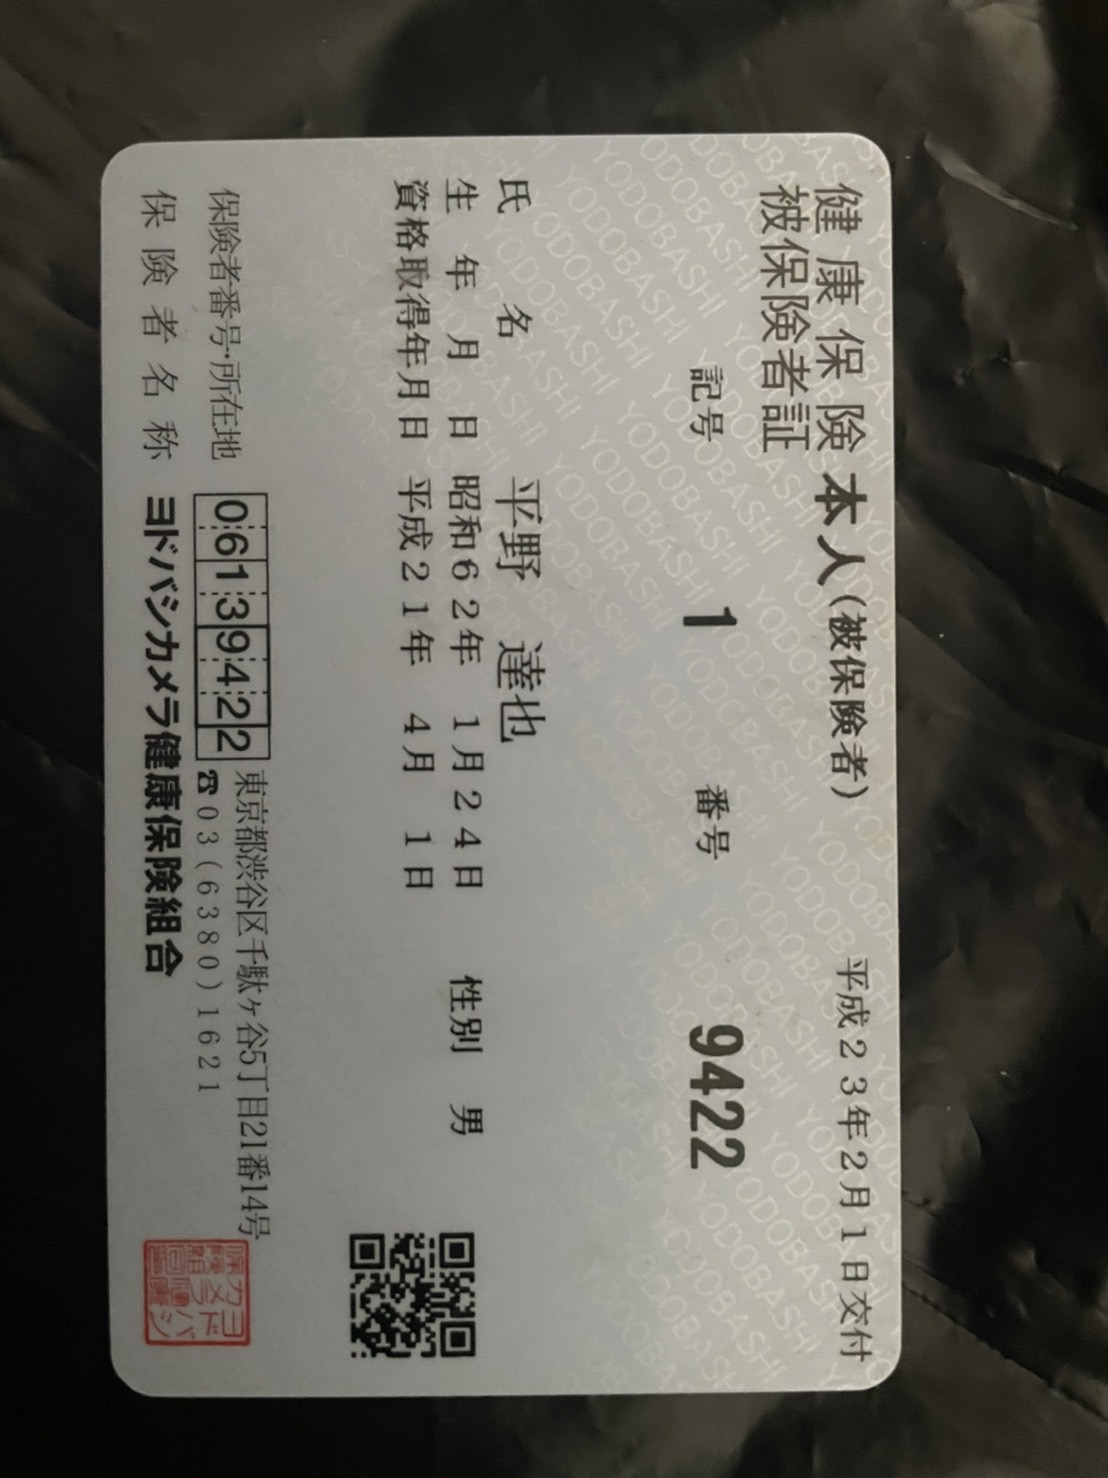 健康保険 本人（被保険者） 平成２３年２月１日交付
被保険者証
記号 1 番号 9422
氏名 平野 達也
生年月日 昭和６２年 １月２４日 性別 男
資格取得年月日 平成２１年 ４月 １日
保険者番号・所在地 06139422 東京都渋谷区千駄ヶ谷5丁目21番14号
☎03(6380)1621
保険者名称 ヨドバシカメラ健康保険組合